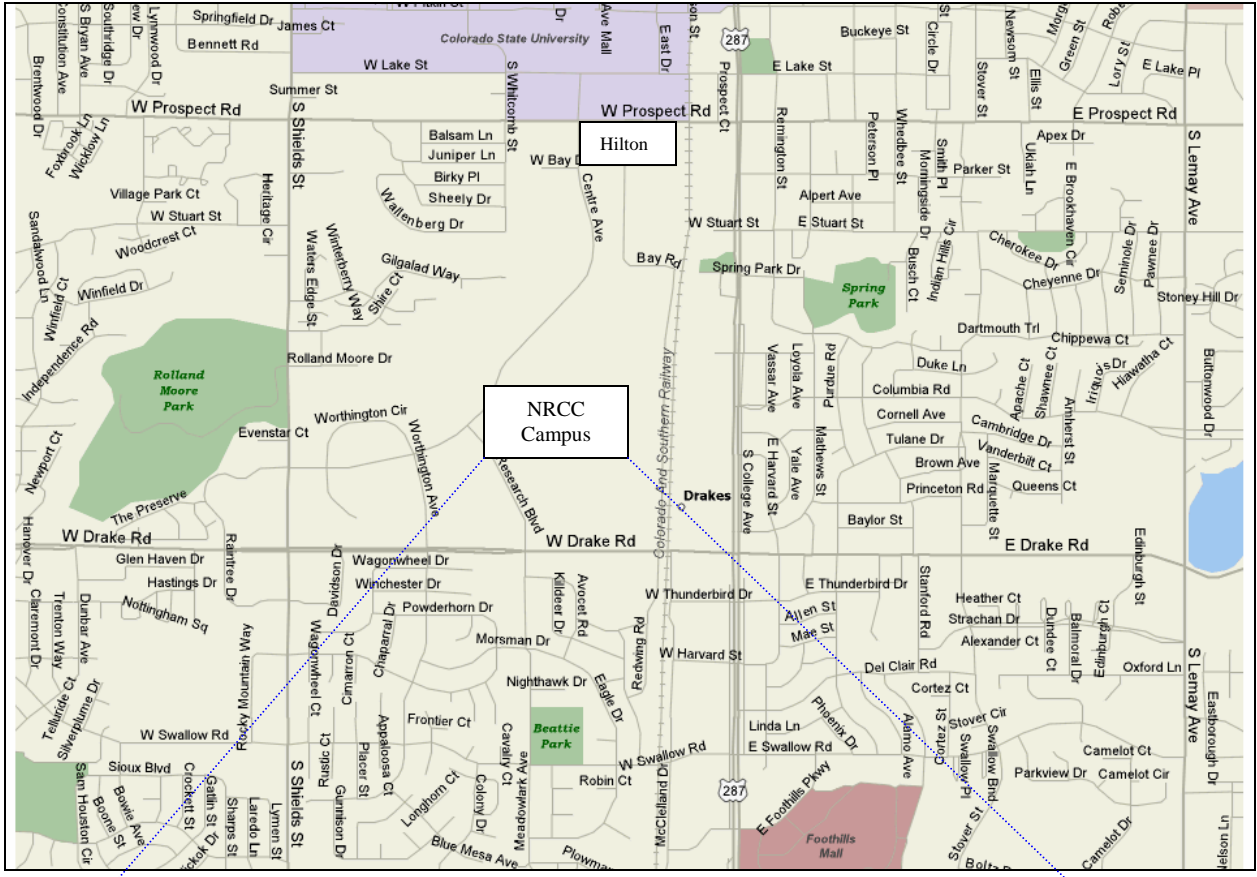 W Pitkin St
Constitution Ave
S Bryan Ave
Southridge Dr
Lynnwood Dr
Springfield Dr
James Ct
Bennett Rd
Colorado State University
Ave Mall
East Dr
Dr
287
Buckeye St
Circle Dr
Newsom St
Green St
Lory St
E Lake Pl
Brentwood Dr
W Lake St
S Whitcomb St
Prospect Ct
E Lake St
Stover St
Ellis St
Summer St
W Prospect Rd
W Prospect Rd
E Prospect Rd
Foxbrook Ln
Wicklow Ln
S Shields St
Balsam Ln
Juniper Ln
Birky Pl
Sheely Dr
Wallenberg Dr
Hilton
W Bay D
Centre Ave
Remington St
Peterson Pl
Whedbee St
Smith Pl
Morningside Dr
Parker St
Apex Dr
Ukiah Ln
E Brookhaven Cir
S Lemay Ave
Village Park Ct
Heritage Cir
W Stuart St
Woodcrest Ct
Alpert Ave
W Stuart St
E Stuart St
Sandalwood Ln
Winfield Ct
Winfield Dr
Waters Edge St
Winterberry Way
Gilgalad Way
Shire Ct
Bay Rd
Spring Park Dr
Spring
Park
Busch Ct
Indian Hills Cir
Cherokee Dr
Cheyenne Dr
Seminole Dr
Pawnee Dr
Stoney Hill Dr
Independence Rd
Rolland Moore Dr
Rolland
Moore
Park
Dartmouth Trl
Chippewa Ct
Vassar Ave
Loyola Ave
Purdue Rd
Duke Ln
Apache Ct
Shawnee Ct
Hiawatha Ct
Buttonwood Dr
Columbia Rd
Cornell Ave
Tulane Dr
Cambridge Dr
Vanderbilt Ct
Amherst St
Brown Ave
Princeton Rd
Marquette St
Queens Ct
Baylor St
Newport Ct
Evenstar Ct
Worthington Cir
Worthington Ave
NRCC
Campus
Research Blvd
Colorado And Southern Railway
Drakes
S College Ave
E Harvard St
Yale Ave
Mathews St
The Preserve
Hanover Dr
W Drake Rd
W Drake Rd
E Drake Rd
Glen Haven Dr
Hastings Dr
Raintree Dr
Nottingham Sq
Claremont Dr
Trenton Way
Dunbar Ave
Davidson Dr
Wagonwheel Dr
Winchester Dr
Powderhorn Dr
Morsman Dr
Kildeer Dr
Avocet Rd
Redwing Rd
W Thunderbird Dr
E Thunderbird Dr
Allen St
Mae St
Stanford Rd
Heather Ct
Strachan Dr
Alexander Ct
Dundee Ct
Balmoral Dr
Edinburgh Ct
Edinburgh St
Oxford Ln
W Harvard St
Del Clair Rd
Cortez Ct
Cortez St
Stover Cir
S Lemay Ave
Eastborough Dr
Telluride Ct
Silverplume Dr
Rocky Mountain Way
Wagonwheel Ct
Cimarron Ct
Chaparral Dr
Nighthawk Dr
Eagle Dr
Frontier Ct
Beattie
Park
W Swallow Rd
W Swallow Rd
Linda Ln
E Swallow Rd
Phoenix Dr
Alamo Ave
Swallow Pl
Swallow Bnd
Camelot Ct
Camelot Cir
Parkview Dr
Camelot Dr
Sioux Blvd
Sam Houston Cir
Boone St
Bowie Ave
Crockett St
Gatlin St
Sharps St
Laredo Ln
Lymen St
S Shields St
Rustic Ct
Placer St
Appaloosa Ct
Gunnison Dr
Longhorn Ct
Colony Dr
Cavalry Ct
Meadowlark Ave
Robin Ct
McClelland Dr
287
E Foothills Pkwy
Foothills
Mall
Stover St
Blue Mesa Ave
Nelson Ln